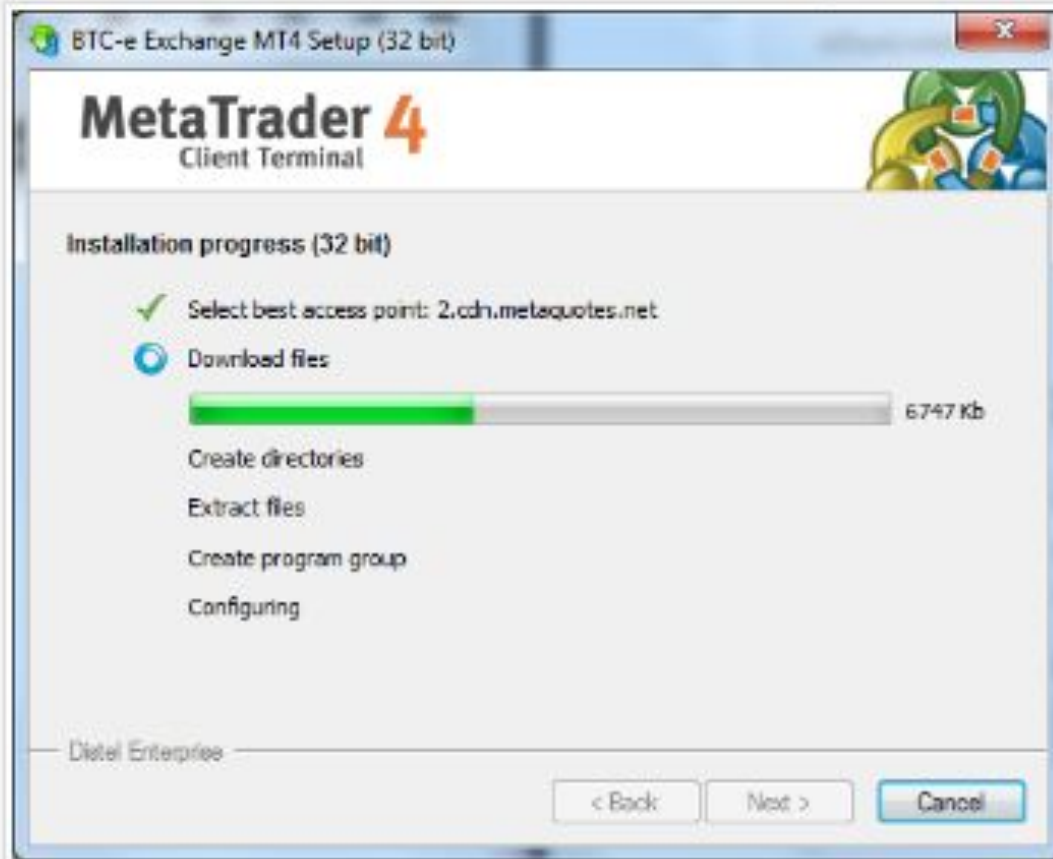 BTC-e Exchange MT4 Setup (32 bit)
MetaTrader 4
Client Terminal
Installation progress (32 bit)
Select best access point: 2.cdn.metaquotes.net
Download files
6747 Kb
Create directories
Extract files
Create program group
Configuring
Distel Enterprise
< Back Next > Cancel